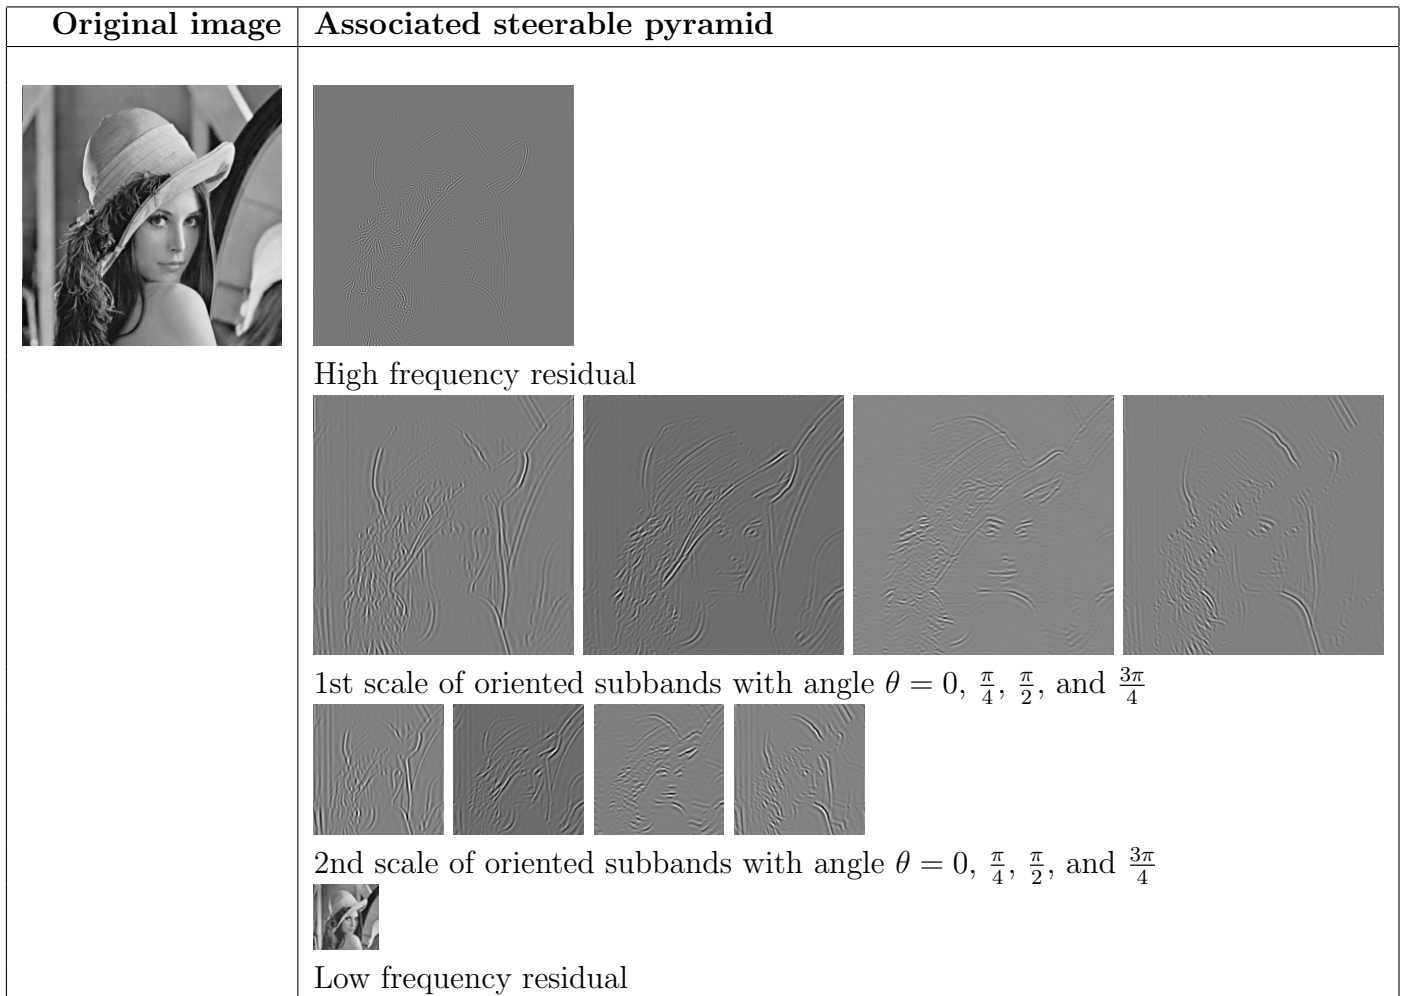 Original image
Associated steerable pyramid
High frequency residual
1st scale of oriented subbands with angle θ = 0, π/4, π/2, and 3π/4
2nd scale of oriented subbands with angle θ = 0, π/4, π/2, and 3π/4
Low frequency residual